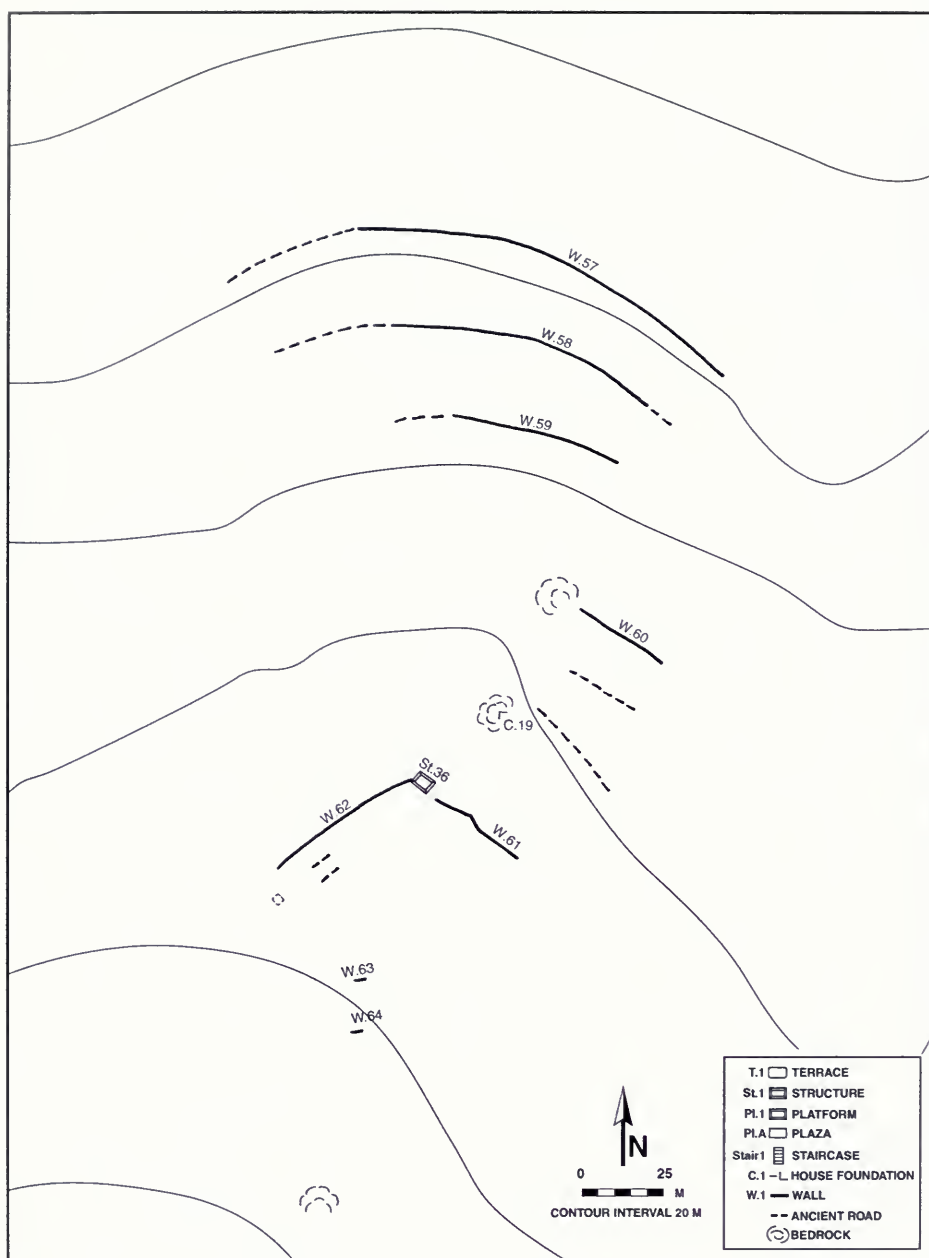 W.57
W.58
W.59
W.60
C.19
St.36
W.62
W.61
W.63
W.64
N
0 25
M
CONTOUR INTERVAL 20 M
T.1 TERRACE
St.1 STRUCTURE
Pl.1 PLATFORM
Pl.A PLAZA
Stair1 STAIRCASE
C.1 HOUSE FOUNDATION
W.1 WALL
ANCIENT ROAD
BEDROCK